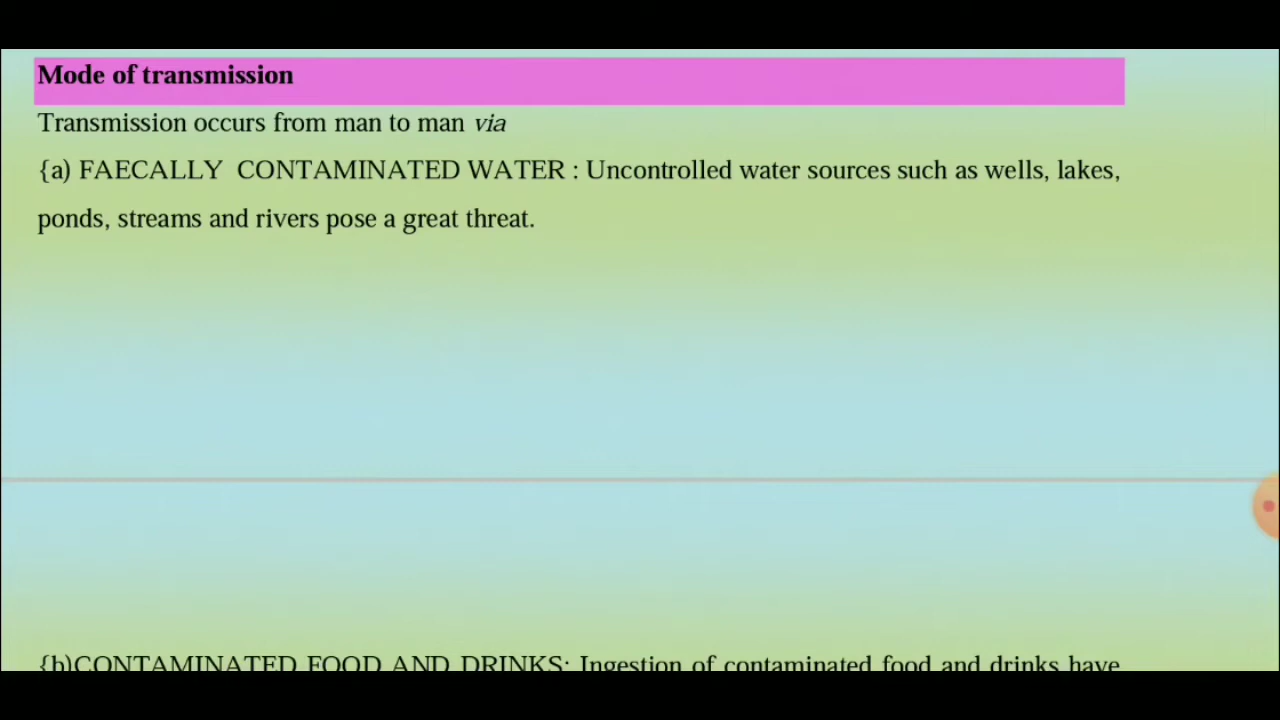 Mode of transmission
Transmission occurs from man to man via
{a) FAECALLY CONTAMINATED WATER : Uncontrolled water sources such as wells, lakes,
ponds, streams and rivers pose a great threat.
{b)CONTAMINATED FOOD AND DRINKS: Ingestion of contaminated food and drinks have